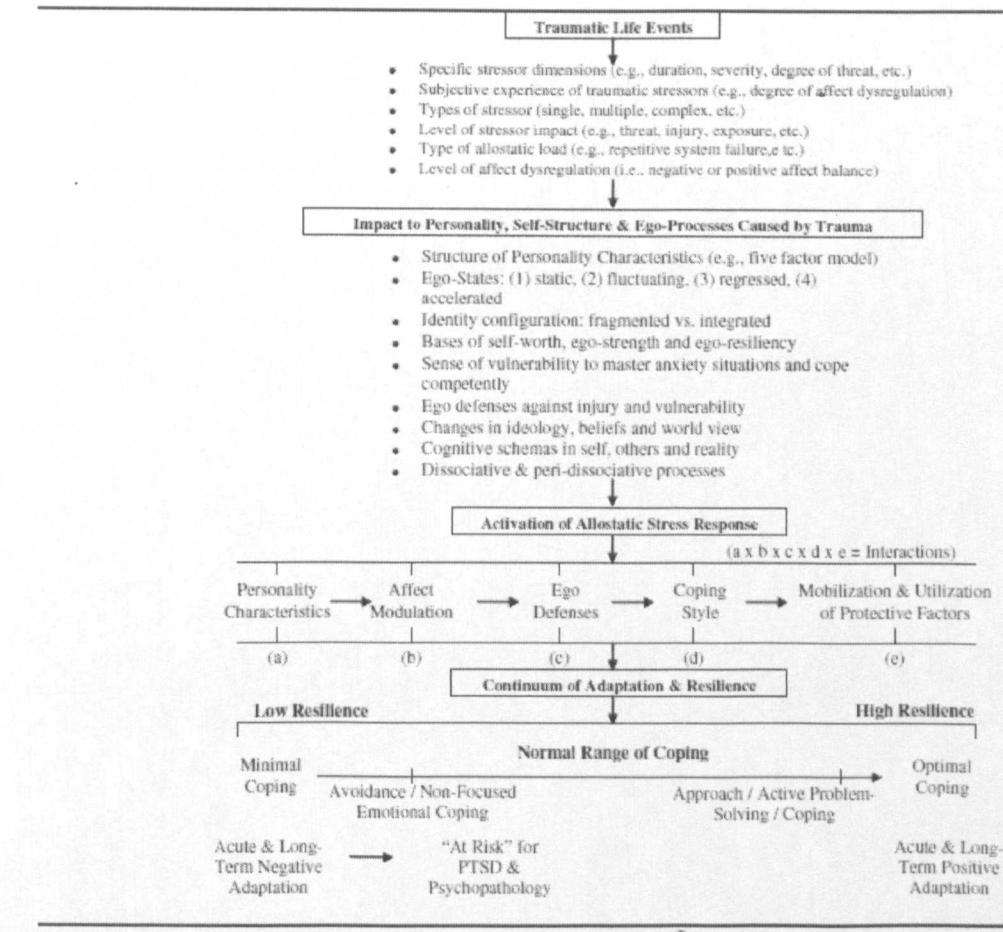 Traumatic Life Events
• Specific stressor dimensions (e.g., duration, severity, degree of threat, etc.)
• Subjective experience of traumatic stressors (e.g., degree of affect dysregulation)
• Types of stressor (single, multiple, complex, etc.)
• Level of stressor impact (e.g., threat, injury, exposure, etc.)
• Type of allostatic load (e.g., repetitive system failure,e tc.)
• Level of affect dysregulation (i.e., negative or positive affect balance)
Impact to Personality, Self-Structure & Ego-Processes Caused by Trauma
• Structure of Personality Characteristics (e.g., five factor model)
• Ego-States: (1) static, (2) fluctuating, (3) regressed, (4)
accelerated
• Identity configuration: fragmented vs. integrated
• Bases of self-worth, ego-strength and ego-resiliency
• Sense of vulnerability to master anxiety situations and cope
competently
• Ego defenses against injury and vulnerability
• Changes in ideology, beliefs and world view
• Cognitive schemas in self, others and reality
• Dissociative & peri-dissociative processes
Activation of Allostatic Stress Response
(a x b x c x d x e = Interactions)
Personality Affect Ego Coping Mobilization & Utilization
Characteristics Modulation Defenses Style of Protective Factors
(a) (b) (c) (d) (e)
Continuum of Adaptation & Resilience
Low Resilience High Resilience
Normal Range of Coping
Minimal Optimal
Coping Coping
Avoidance / Non-Focused Approach / Active Problem-
Emotional Coping Solving / Coping
Acute & Long- "At Risk" for Acute & Long-
Term Negative PTSD & Term Positive
Adaptation Psychopathology Adaptation